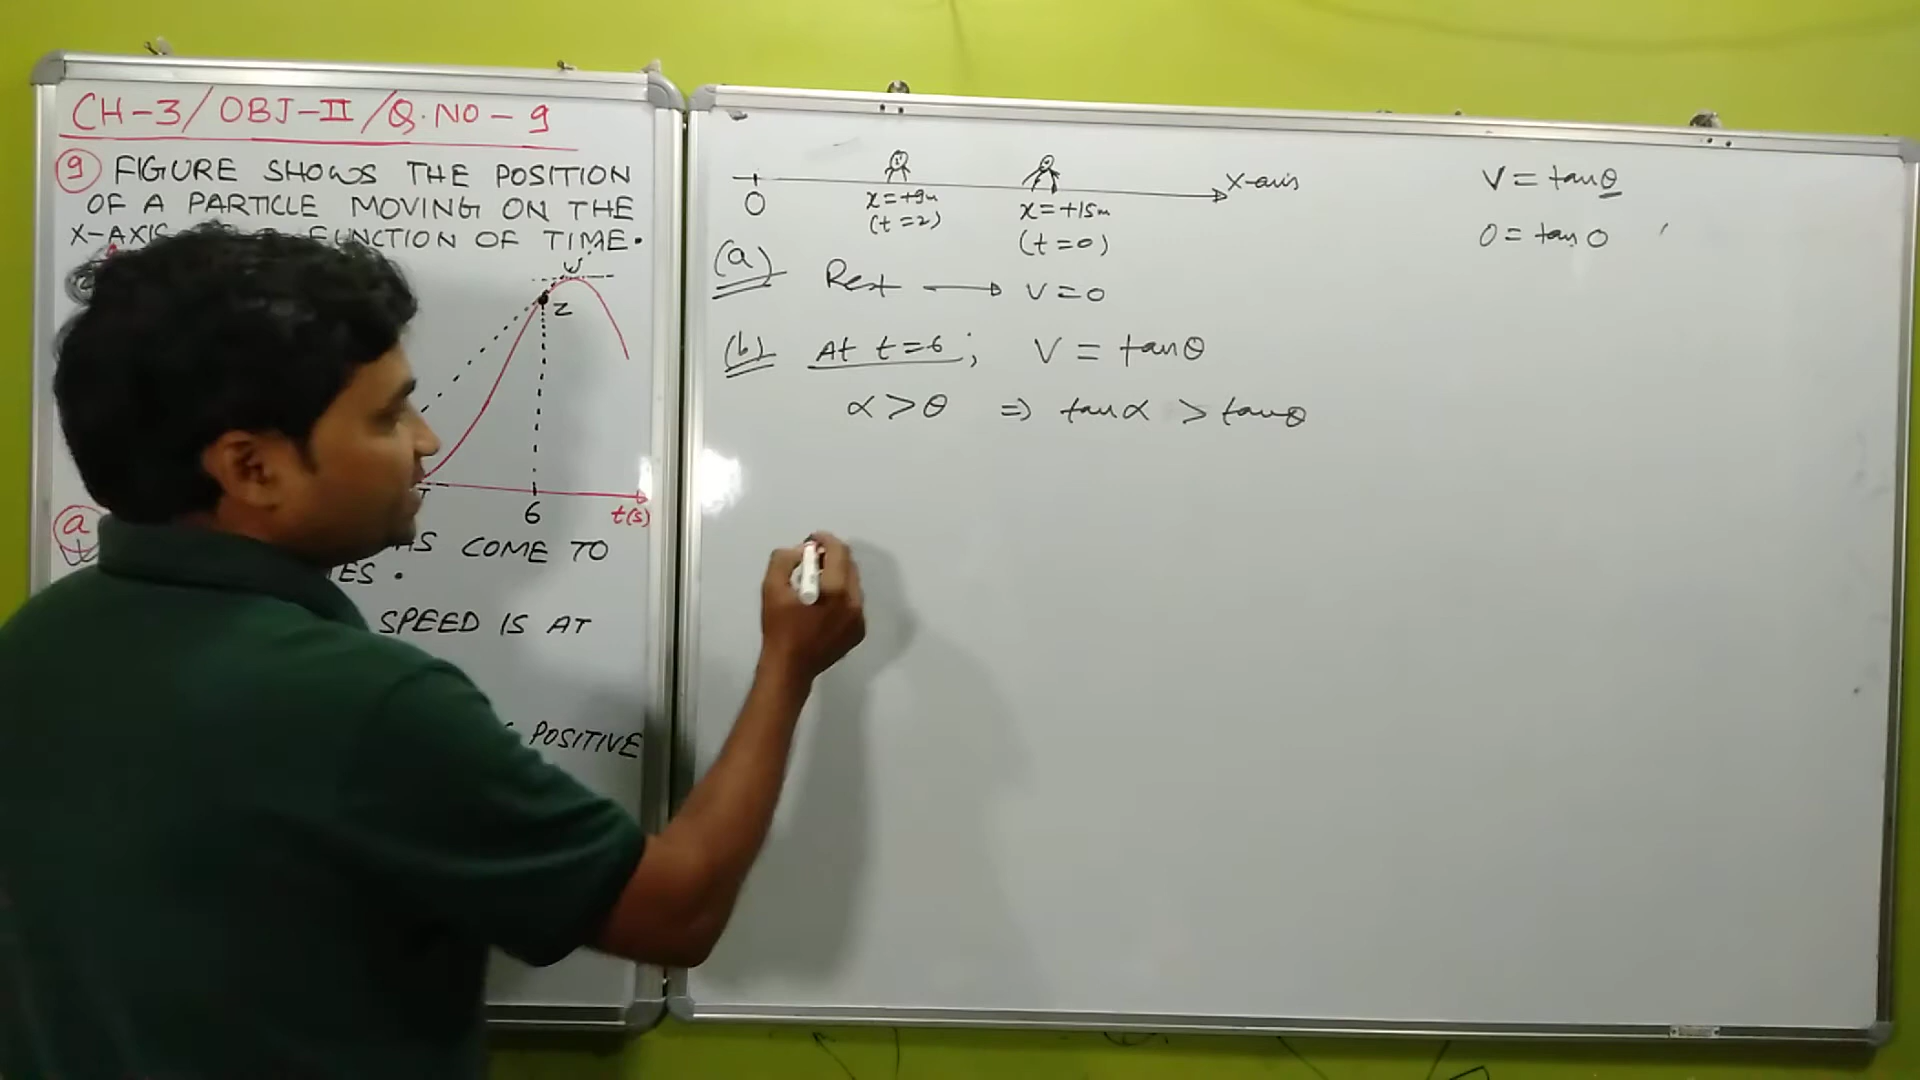 CH-3/OBJ-II/Q.NO-9
9 FIGURE SHOWS THE POSITION
OF A PARTICLE MOVING ON THE
X-AXIS FUNCTION OF TIME.
Z
6
t(s)
a
COME TO
SPEED IS AT
POSITIVE
O
x=+9m
(t=2)
x=+15m
(t=0)
X-axis
(a) Rest → V=0
(b) At t=6; V = tanθ
α>θ ⇒ tanα > tanθ
V = tanθ
0 = tan 0